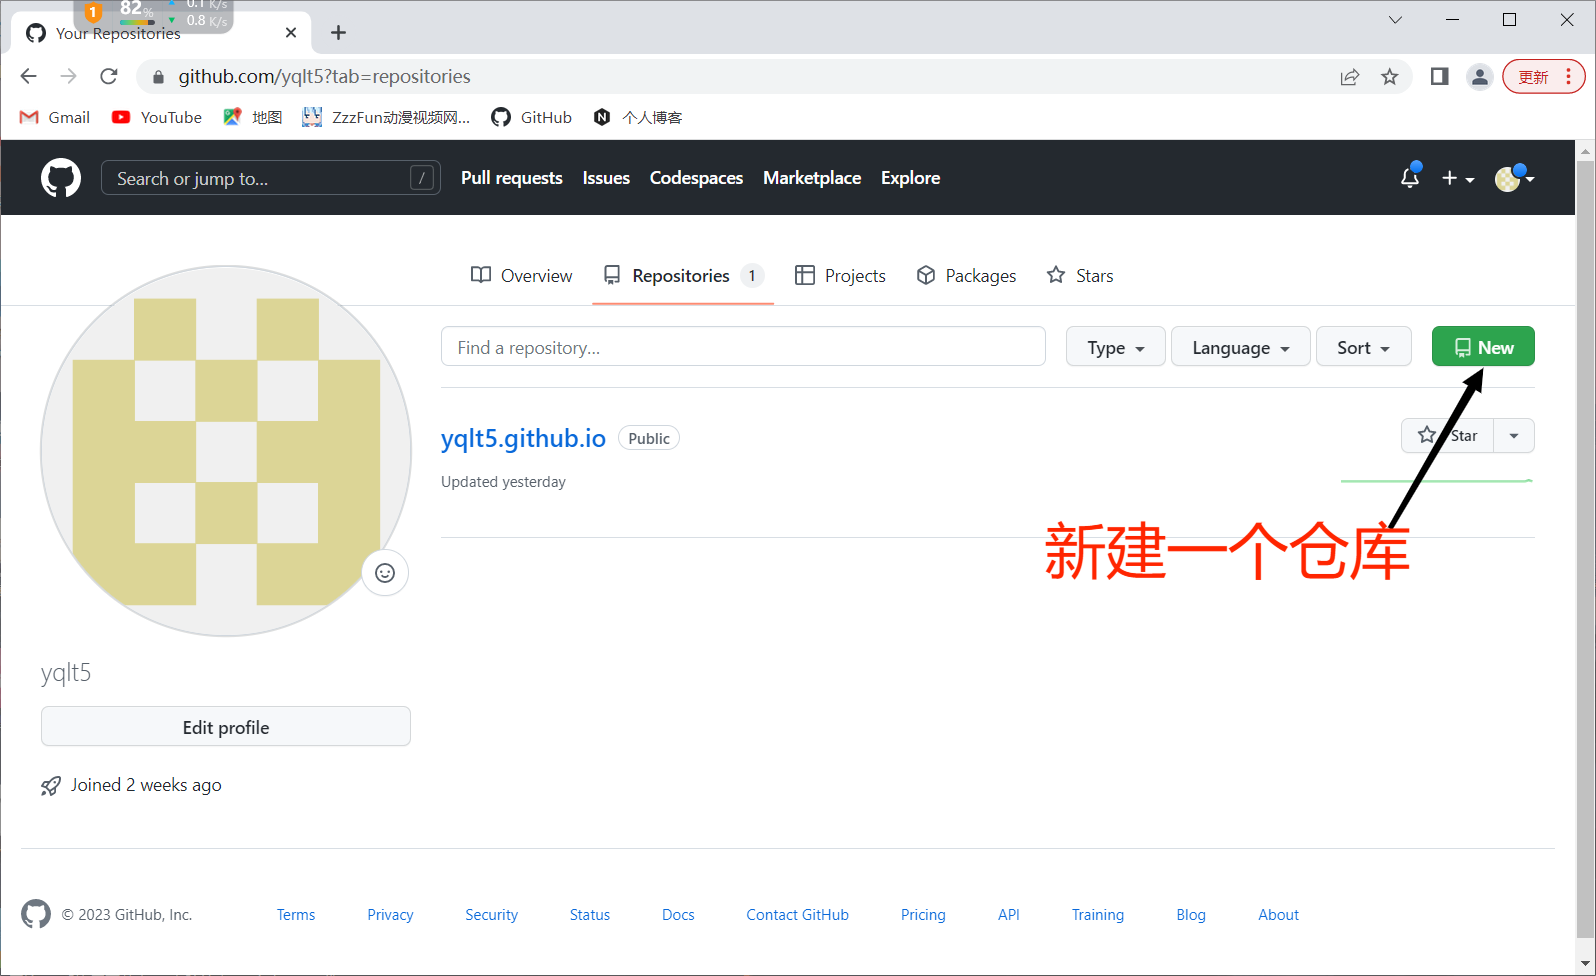 1 82% 0.1 K/s
0.8 K/s
Your Repositories
github.com/yqlt5?tab=repositories
更新
Gmail YouTube 地图 ZzzFun动漫视频网... GitHub 个人博客
Search or jump to... / Pull requests Issues Codespaces Marketplace Explore
Overview Repositories 1 Projects Packages Stars
Find a repository... Type Language Sort New
yqlt5.github.io Public Star
Updated yesterday
新建一个仓库
yqlt5
Edit profile
Joined 2 weeks ago
© 2023 GitHub, Inc. Terms Privacy Security Status Docs Contact GitHub Pricing API Training Blog About